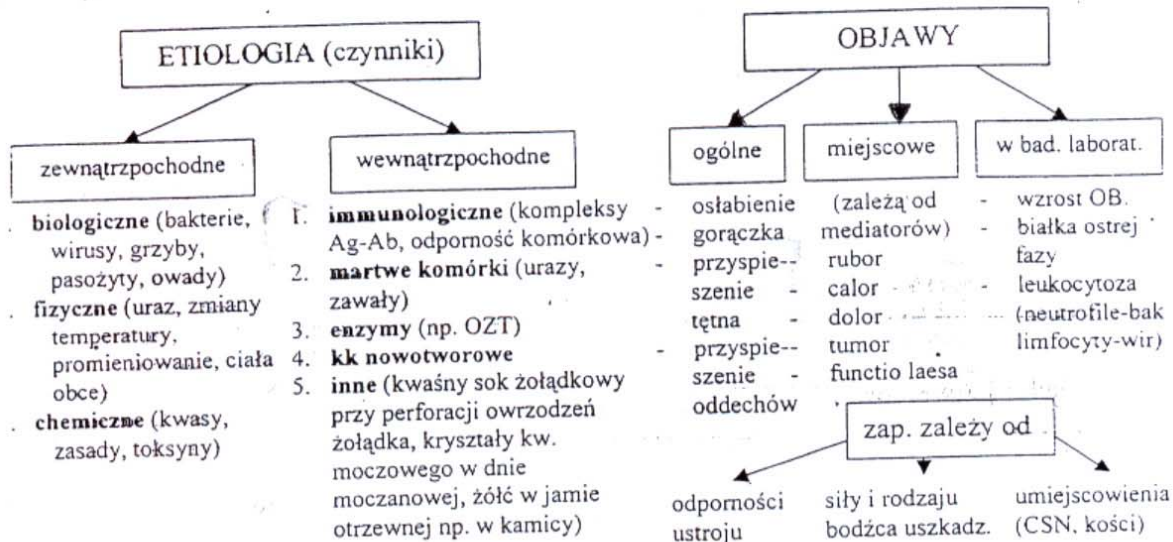 ETIOLOGIA (czynniki)
zewnątrzpochodne
. biologiczne (bakterie,
wirusy, grzyby,
pasożyty, owady)
. fizyczne (uraz, zmiany
temperatury,
promieniowanie, ciała
obce)
. chemiczne (kwasy,
zasady, toksyny)
wewnątrzpochodne
1. immunologiczne (kompleksy
Ag-Ab, odporność komórkowa)
2. martwe komórki (urazy,
zawały)
3. enzymy (np. OZT)
4. kk nowotworowe
5. inne (kwaśny sok żołądkowy
przy perforacji owrzodzeń
żołądka, kryształy kw.
moczowego w dnie
moczanowej, żółć w jamie
otrzewnej np. w kamicy)
OBJAWY
ogólne
- osłabienie
- gorączka
- przyspie-
szenie
tętna
- przyspie-
szenie
oddechów
miejscowe
(zależą od
mediatorów)
- rubor
- calor
- dolor
- tumor
- functio laesa
w bad. laborat.
- wzrost OB.
- białka ostrej
fazy
- leukocytoza
(neutrofile-bak
limfocyty-wir)
zap. zależy od
odporności
ustroju
siły i rodzaju
bodźca uszkadz.
umiejscowienia
(CSN, kości)